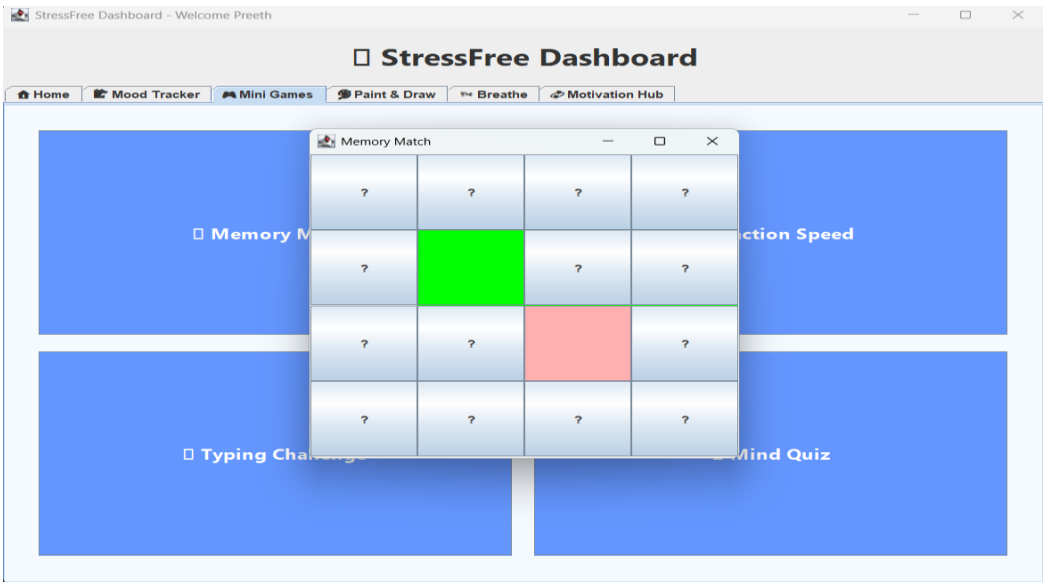 StressFree Dashboard - Welcome Preeth
StressFree Dashboard
Home Mood Tracker Mini Games Paint & Draw Breathe Motivation Hub
Memory Match
? ? ? ?
Memory M ction Speed
? ? ?
? ? ?
? ? ? ?
Typing Challenge Mind Quiz